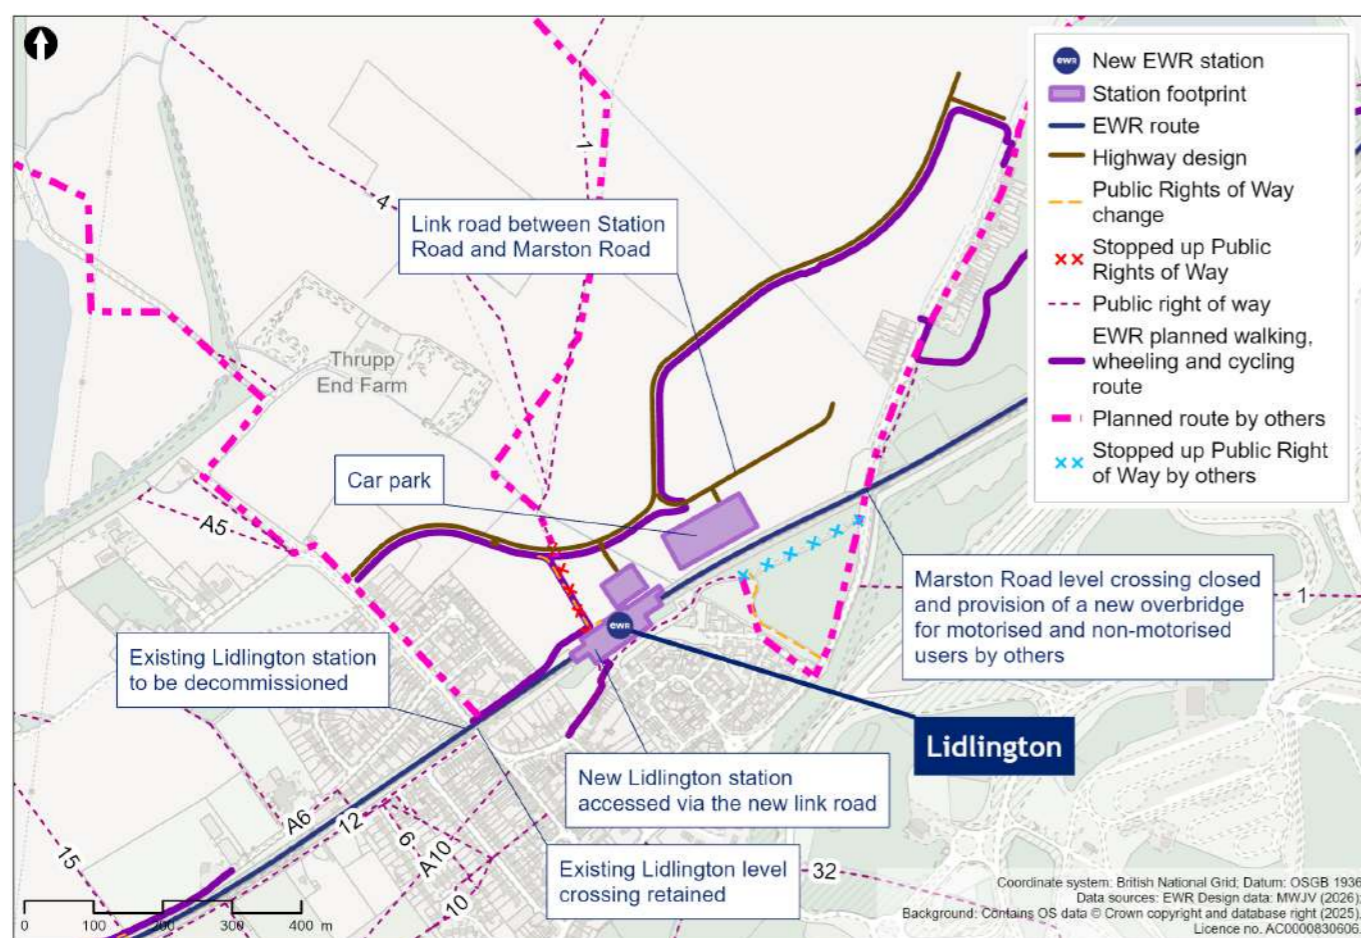 ewr New EWR station
Station footprint
EWR route
Highway design
Public Rights of Way
change
Stopped up Public
Rights of Way
Public right of way
EWR planned walking,
wheeling and cycling
route
Planned route by others
Stopped up Public Right
of Way by others
1
4
Link road between Station
Road and Marston Road
Thrupp
End Farm
Car park
A5
Marston Road level crossing closed
and provision of a new overbridge
for motorised and non-motorised
users by others
1
ewr
Existing Lidlington station
to be decommissioned
Lidlington
New Lidlington station
accessed via the new link road
A6
12
6
A10
15
10
Existing Lidlington level
crossing retained
32
0 100 200 300 400 m
Coordinate system: British National Grid; Datum: OSGB 1936
Data sources: EWR Design data: MWJV (2026);
Background: Contains OS data © Crown copyright and database right (2025).
Licence no. AC0000830606.